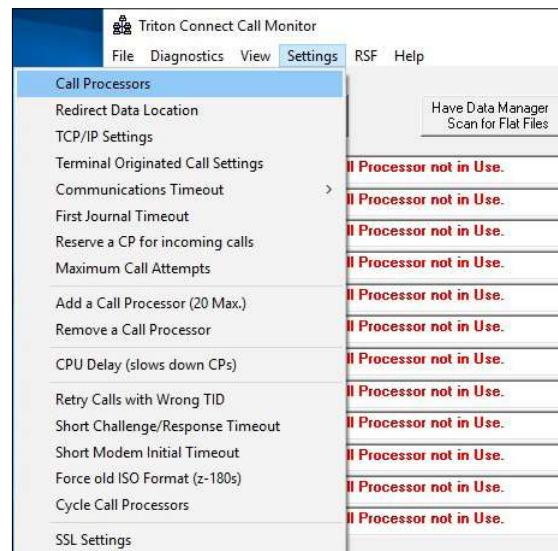 Triton Connect Call Monitor
File Diagnostics View Settings RSF Help
Call Processors
Redirect Data Location
TCP/IP Settings
Terminal Originated Call Settings
Communications Timeout >
First Journal Timeout
Reserve a CP for incoming calls
Maximum Call Attempts
Add a Call Processor (20 Max.)
Remove a Call Processor
CPU Delay (slows down CPs)
Retry Calls with Wrong TID
Short Challenge/Response Timeout
Short Modem Initial Timeout
Force old ISO Format (z-180s)
Cycle Call Processors
SSL Settings
Have Data Manager
Scan for Flat Files
ll Processor not in Use.
ll Processor not in Use.
ll Processor not in Use.
ll Processor not in Use.
ll Processor not in Use.
ll Processor not in Use.
ll Processor not in Use.
ll Processor not in Use.
ll Processor not in Use.
ll Processor not in Use.
ll Processor not in Use.
ll Processor not in Use.